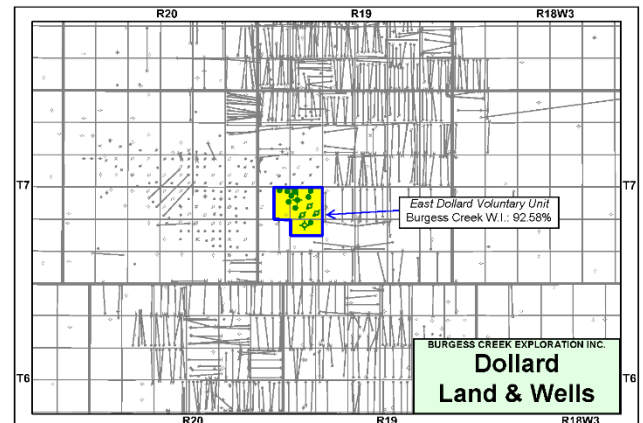 R20 R19 R18W3
T7 T7
East Dollard Voluntary Unit
Burgess Creek W.I.: 92.58%
BURGESS CREEK EXPLORATION INC.
Dollard
Land & Wells
T6 T6
R20 R19 R18W3